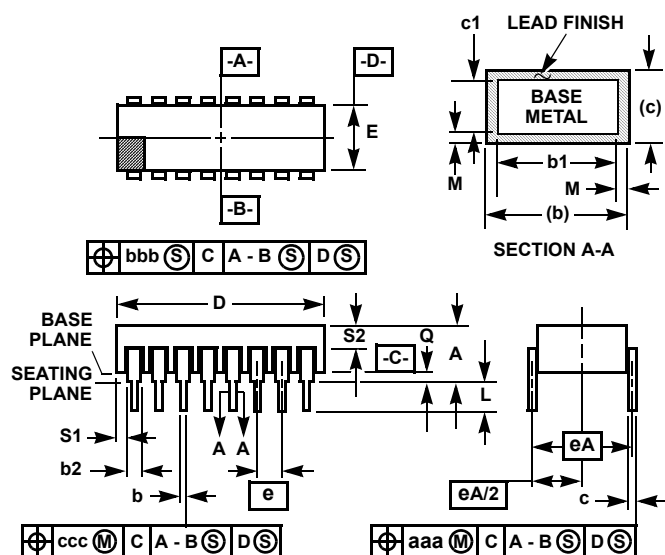 c1
LEAD FINISH
-A-
-D-
BASE
METAL
(c)
E
b1
M
M
-B-
(b)
⌖ bbb Ⓢ C A - B Ⓢ D Ⓢ
SECTION A-A
D
BASE
PLANE
S2
Q
-C-
A
SEATING
PLANE
L
S1
eA
A A
b2
e
eA/2
b
c
⌖ ccc Ⓜ C A - B Ⓢ D Ⓢ
⌖ aaa Ⓜ C A - B Ⓢ D Ⓢ